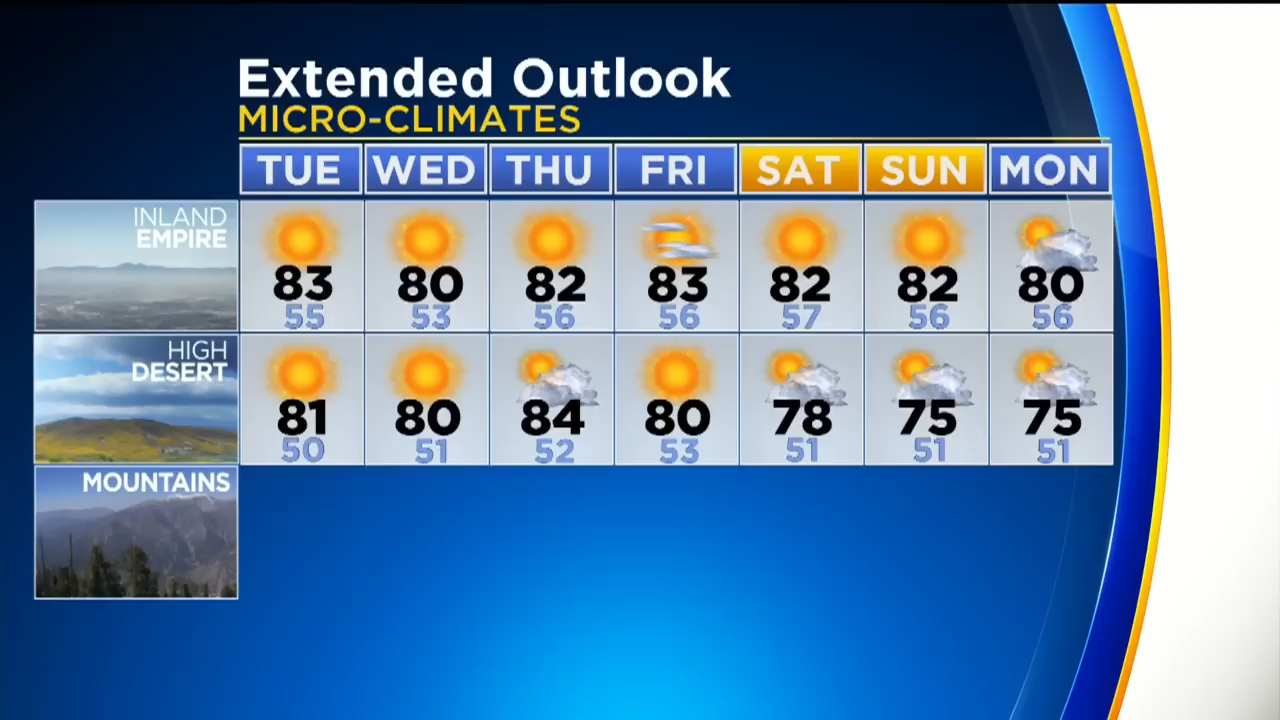 Extended Outlook
MICRO-CLIMATES
TUE WED THU FRI SAT SUN MON
INLAND
EMPIRE
83 80 82 83 82 82 80
55 53 56 56 57 56 56
HIGH
DESERT
81 80 84 80 78 75 75
50 51 52 53 51 51 51
MOUNTAINS